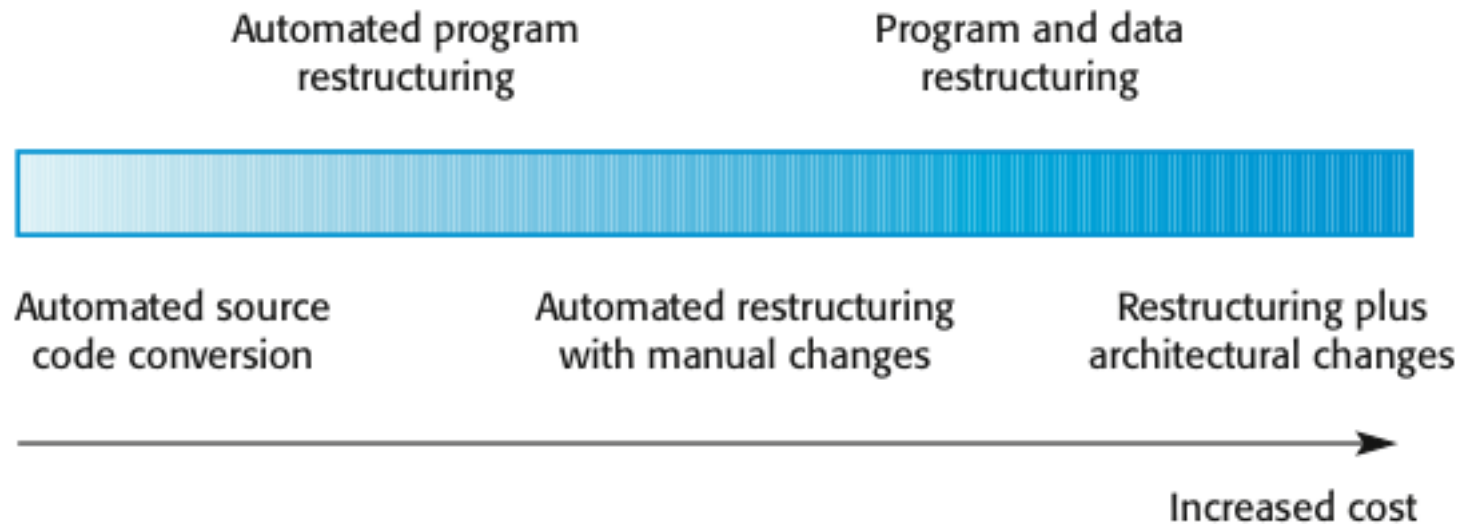 Automated program
restructuring
Program and data
restructuring
Automated source
code conversion
Automated restructuring
with manual changes
Restructuring plus
architectural changes
Increased cost